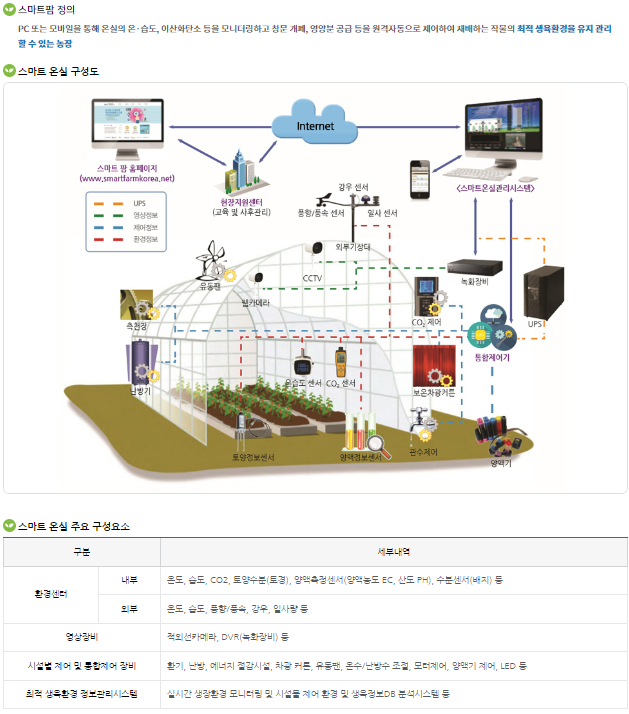 스마트팜 정의
PC 또는 모바일을 통해 온실의 온·습도, 이산화탄소 등을 모니터링하고 창문 개폐, 영양분 공급 등을 원격자동으로 제어하여 재배하는 작물의 최적 생육환경을 유지 관리
할 수 있는 농장
스마트 온실 구성도
Internet
스마트 팜 홈페이지
(www.smartfarmkorea.net)
현장지원센터
(교육 및 사후관리)
<스마트온실관리시스템>
UPS
영상정보
제어정보
환경정보
강우 센서
풍향/풍속 센서
일사 센서
외부기상대
유동팬
CCTV
웹카메라
녹화장비
UPS
측천장
CO₂ 제어
통합제어기
난방기
온습도 센서
CO₂ 센서
보온차광커튼
토양정보센서
양액정보센서
관수제어
양액기
스마트 온실 주요 구성요소
구분 세부내역
환경센터 내부 온도, 습도, CO2, 토양수분(토경), 양액측정센서(양액농도 EC, 산도 PH), 수분센서(배지) 등
외부 온도, 습도, 풍향/풍속, 강우, 일사량 등
영상장비 적외선카메라, DVR(녹화장비) 등
시설별 제어 및 통합제어 장비 환기, 난방, 에너지 절감시설, 차광 커튼, 유동팬, 온수/난방수 조절, 모터제어, 양액기 제어, LED 등
최적 생육환경 정보관리시스템 실시간 생장환경 모니터링 및 시설물 제어 환경 및 생육정보DB 분석시스템 등